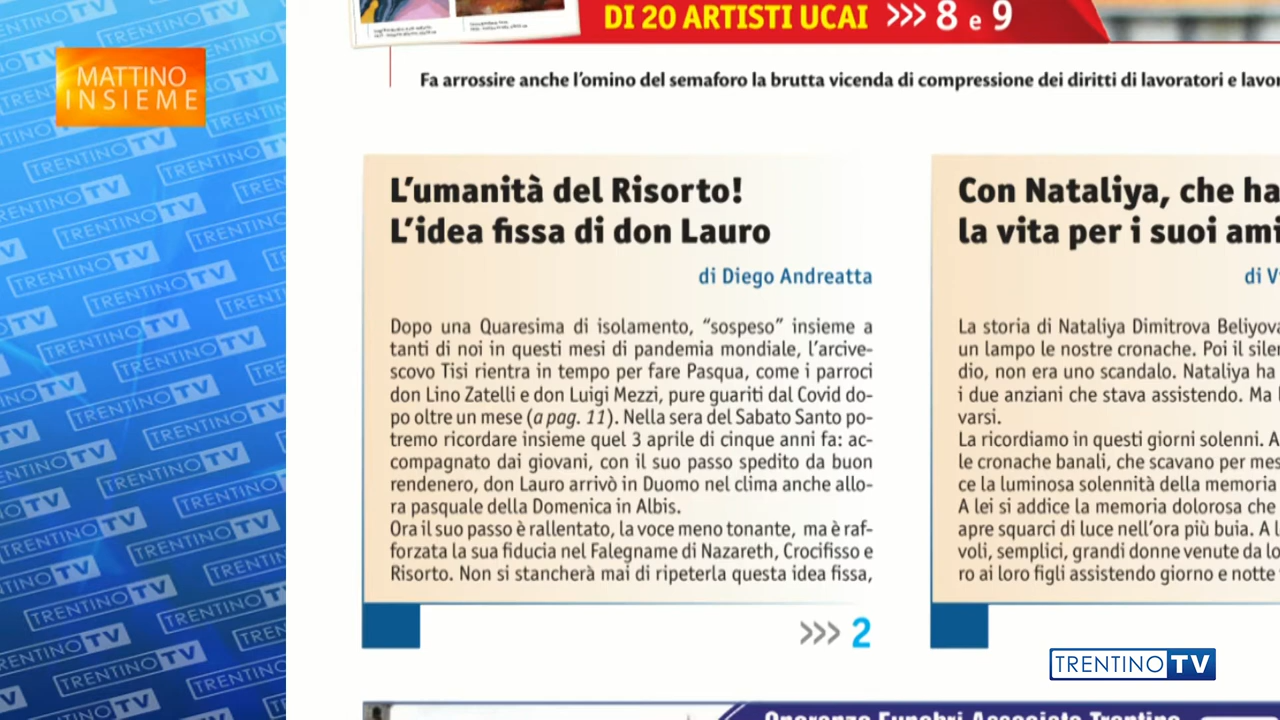 DI 20 ARTISTI UCAI >>> 8 e 9
MATTINO
INSIEME
Fa arrossire anche l'omino del semaforo la brutta vicenda di compressione dei diritti di lavoratori e lavo
L'umanità del Risorto!
L'idea fissa di don Lauro
di Diego Andreatta
Dopo una Quaresima di isolamento, "sospeso" insieme a
tanti di noi in questi mesi di pandemia mondiale, l'arcive-
scovo Tisi rientra in tempo per fare Pasqua, come i parroci
don Lino Zatelli e don Luigi Mezzi, pure guariti dal Covid do-
po oltre un mese (a pag. 11). Nella sera del Sabato Santo po-
tremo ricordare insieme quel 3 aprile di cinque anni fa: ac-
compagnato dai giovani, con il suo passo spedito da buon
rendenero, don Lauro arrivò in Duomo nel clima anche allo-
ra pasquale della Domenica in Albis.
Ora il suo passo è rallentato, la voce meno tonante, ma è raf-
forzata la sua fiducia nel Falegname di Nazareth, Crocifisso e
Risorto. Non si stancherà mai di ripeterla questa idea fissa,
>>> 2
Con Nataliya, che ha
la vita per i suoi ami
di V
La storia di Nataliya Dimitrova Beliyova
un lampo le nostre cronache. Poi il siler
dio, non era uno scandalo. Nataliya ha
i due anziani che stava assistendo. Ma
varsi.
La ricordiamo in questi giorni solenni. A
le cronache banali, che scavano per mes
ce la luminosa solennità della memoria
A lei si addice la memoria dolorosa che
apre squarci di luce nell'ora più buia. A l
voli, semplici, grandi donne venute da lo
ro ai loro figli assistendo giorno e notte
TRENTINO TV
Onoranze Funebri Associate Trentine